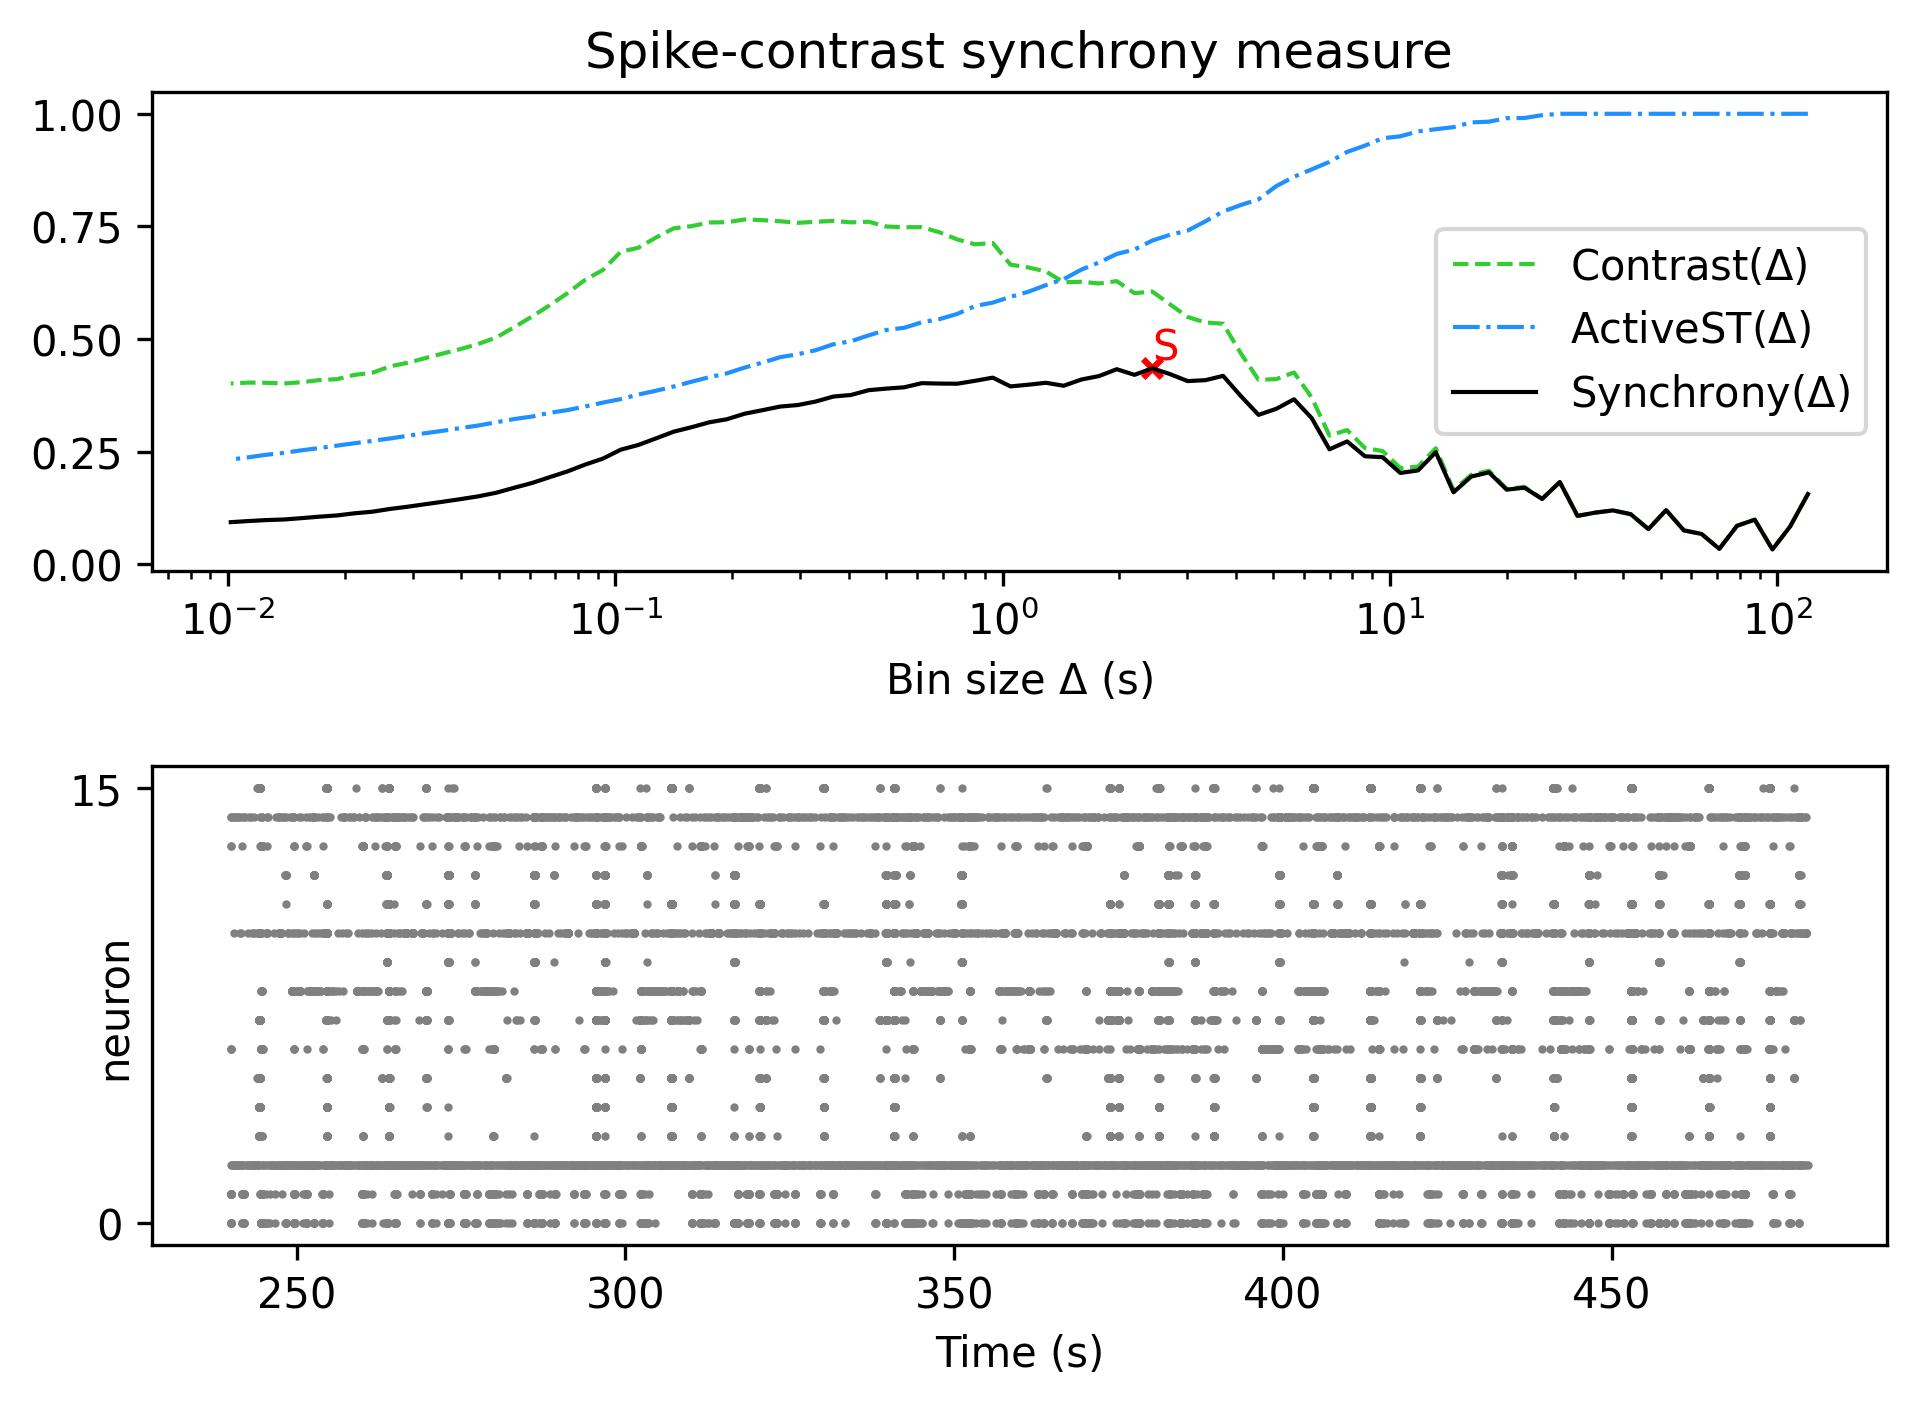 Spike-contrast synchrony measure
1.00
0.75
0.50
0.25
0.00
S
Contrast(Δ)
ActiveST(Δ)
Synchrony(Δ)
10⁻² 10⁻¹ 10⁰ 10¹ 10²
Bin size Δ (s)
15
neuron
0
250 300 350 400 450
Time (s)